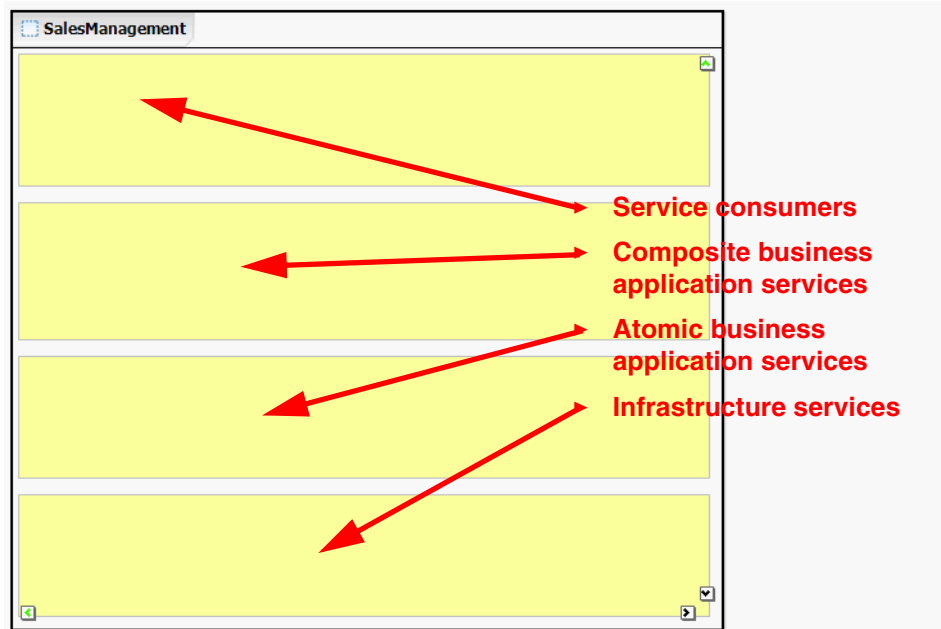 SalesManagement
Service consumers
Composite business
application services
Atomic business
application services
Infrastructure services